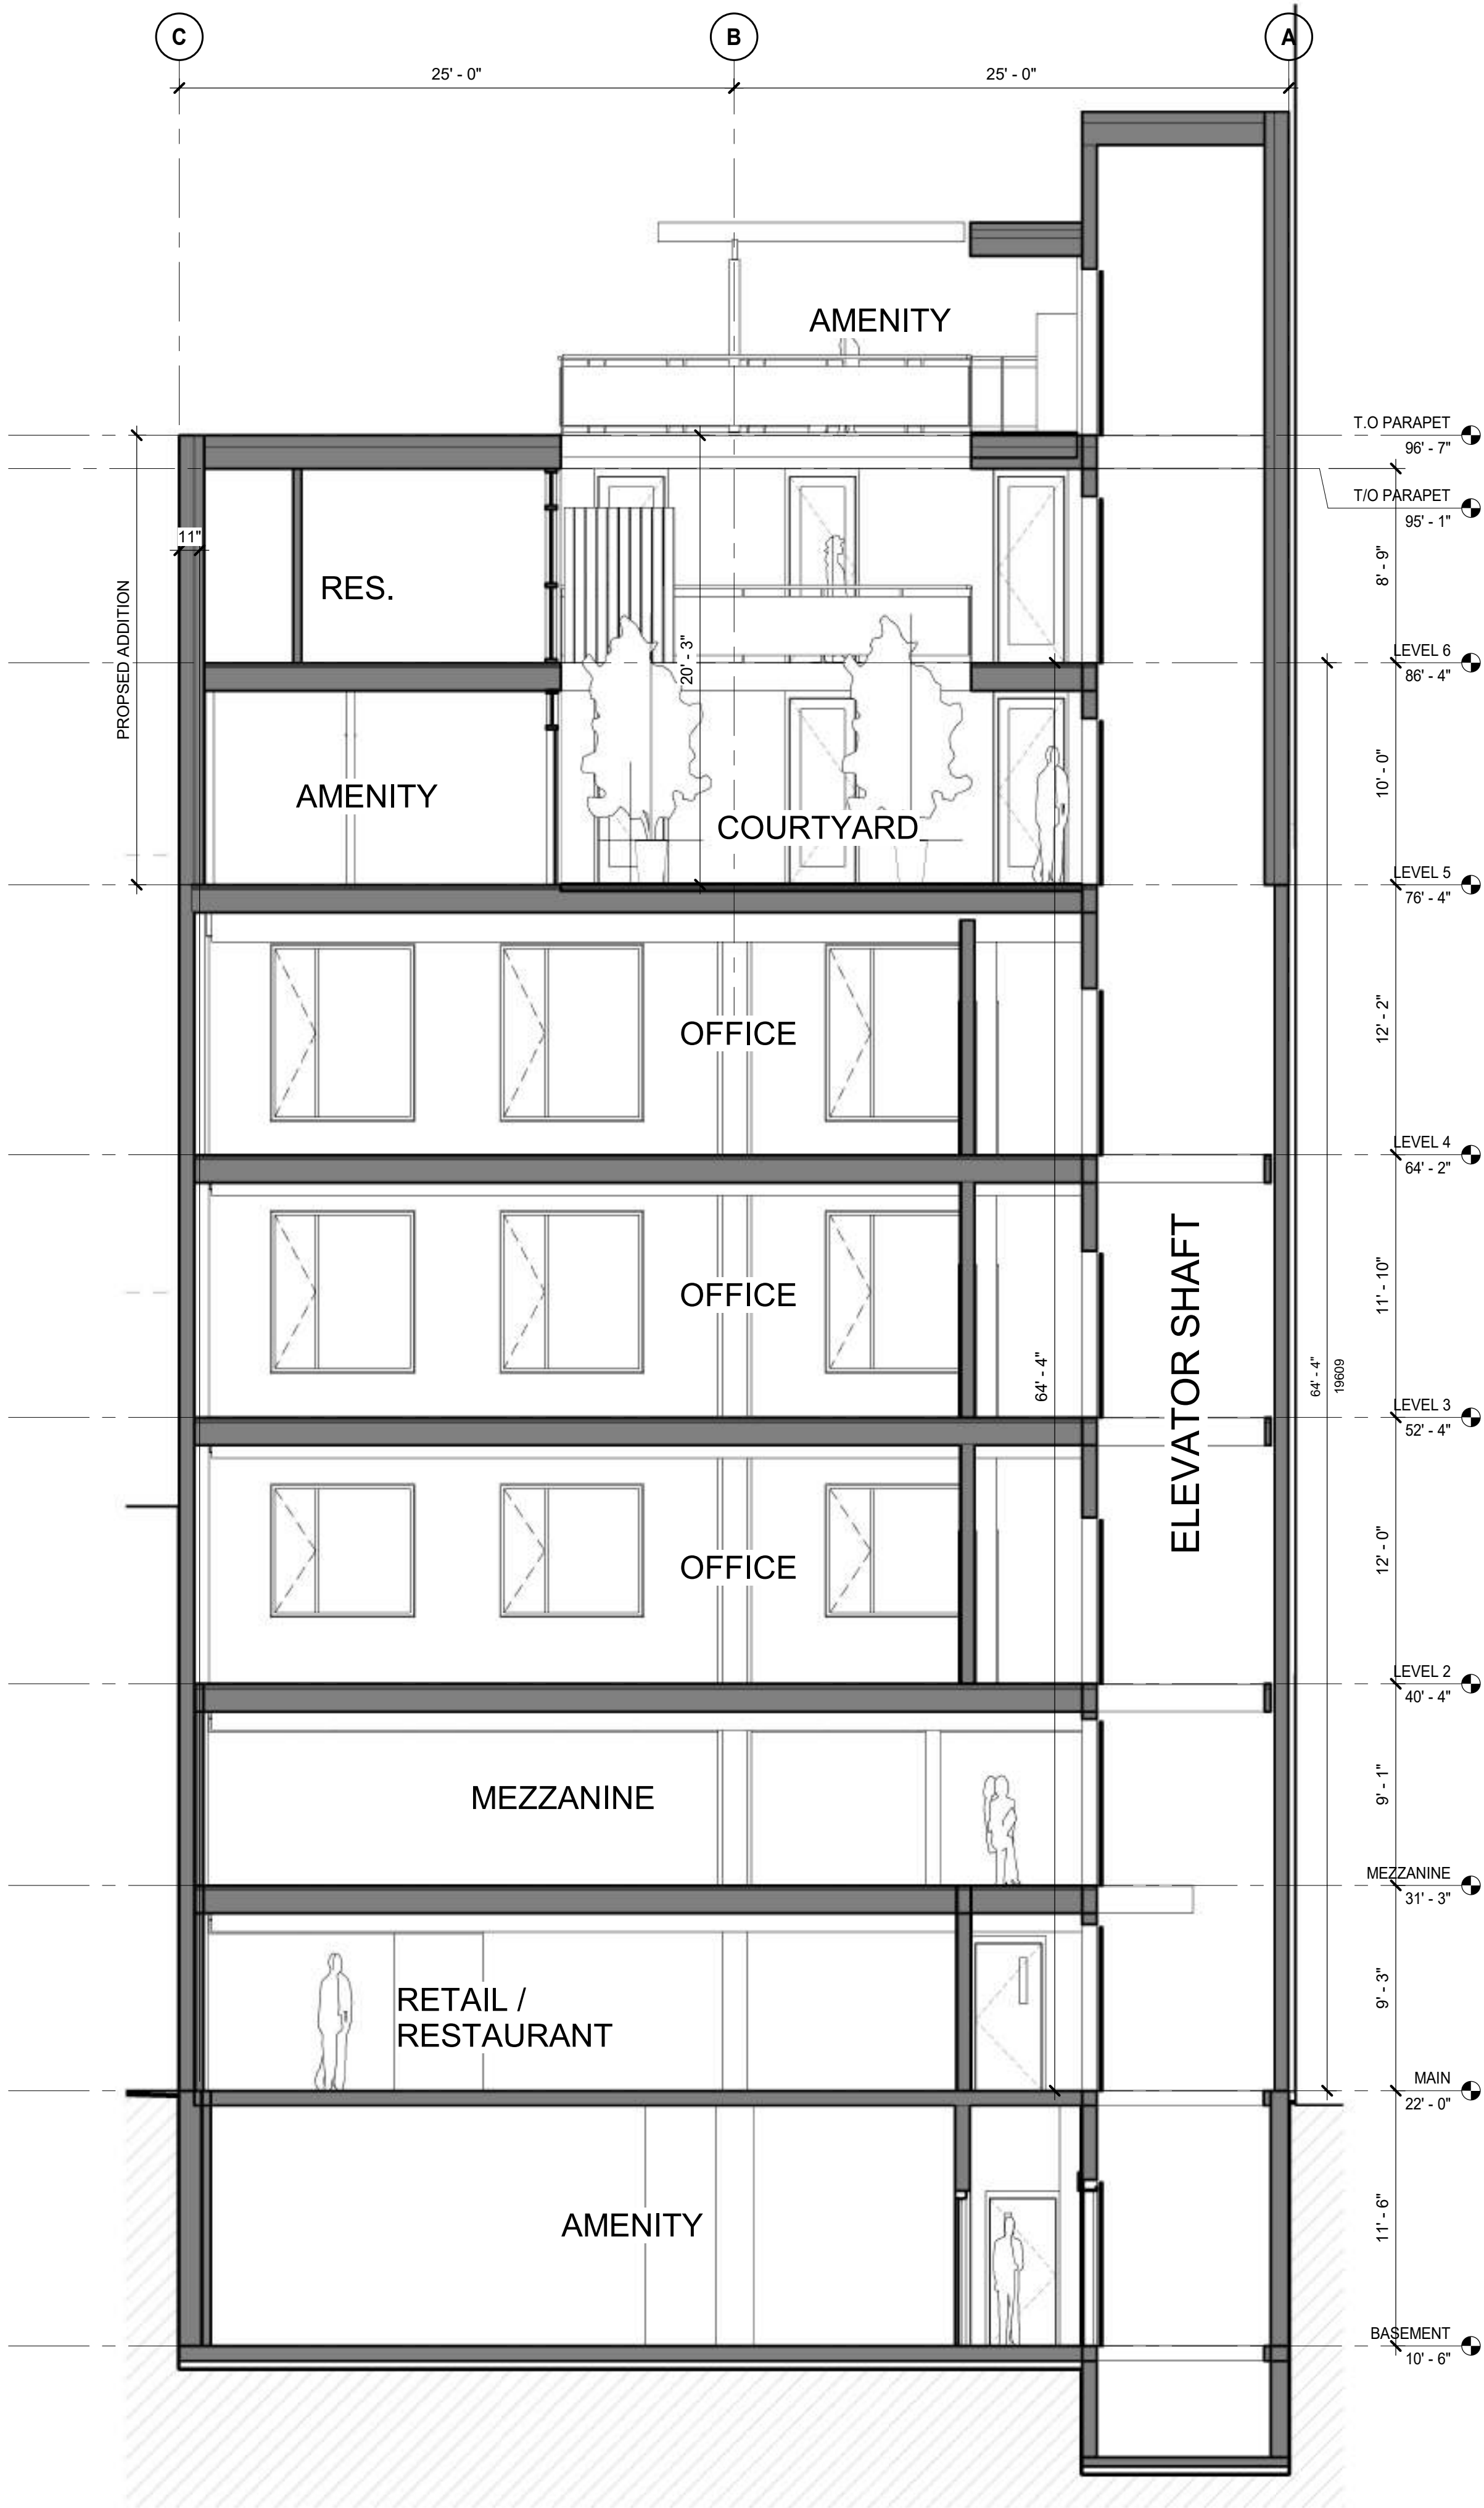 C
B
A
25' - 0"
25' - 0"
AMENITY
T.O PARAPET
96' - 7"
T/O PARAPET
95' - 1"
11"
8' - 9"
RES.
PROPSED ADDITION
20' - 3"
LEVEL 6
86' - 4"
10' - 0"
AMENITY
COURTYARD
LEVEL 5
76' - 4"
12' - 2"
OFFICE
LEVEL 4
64' - 2"
OFFICE
11' - 10"
ELEVATOR SHAFT
64' - 4"
64' - 4"
19609
LEVEL 3
52' - 4"
OFFICE
12' - 0"
LEVEL 2
40' - 4"
MEZZANINE
9' - 1"
MEZZANINE
31' - 3"
RETAIL /
RESTAURANT
9' - 3"
MAIN
22' - 0"
AMENITY
11' - 6"
BASEMENT
10' - 6"